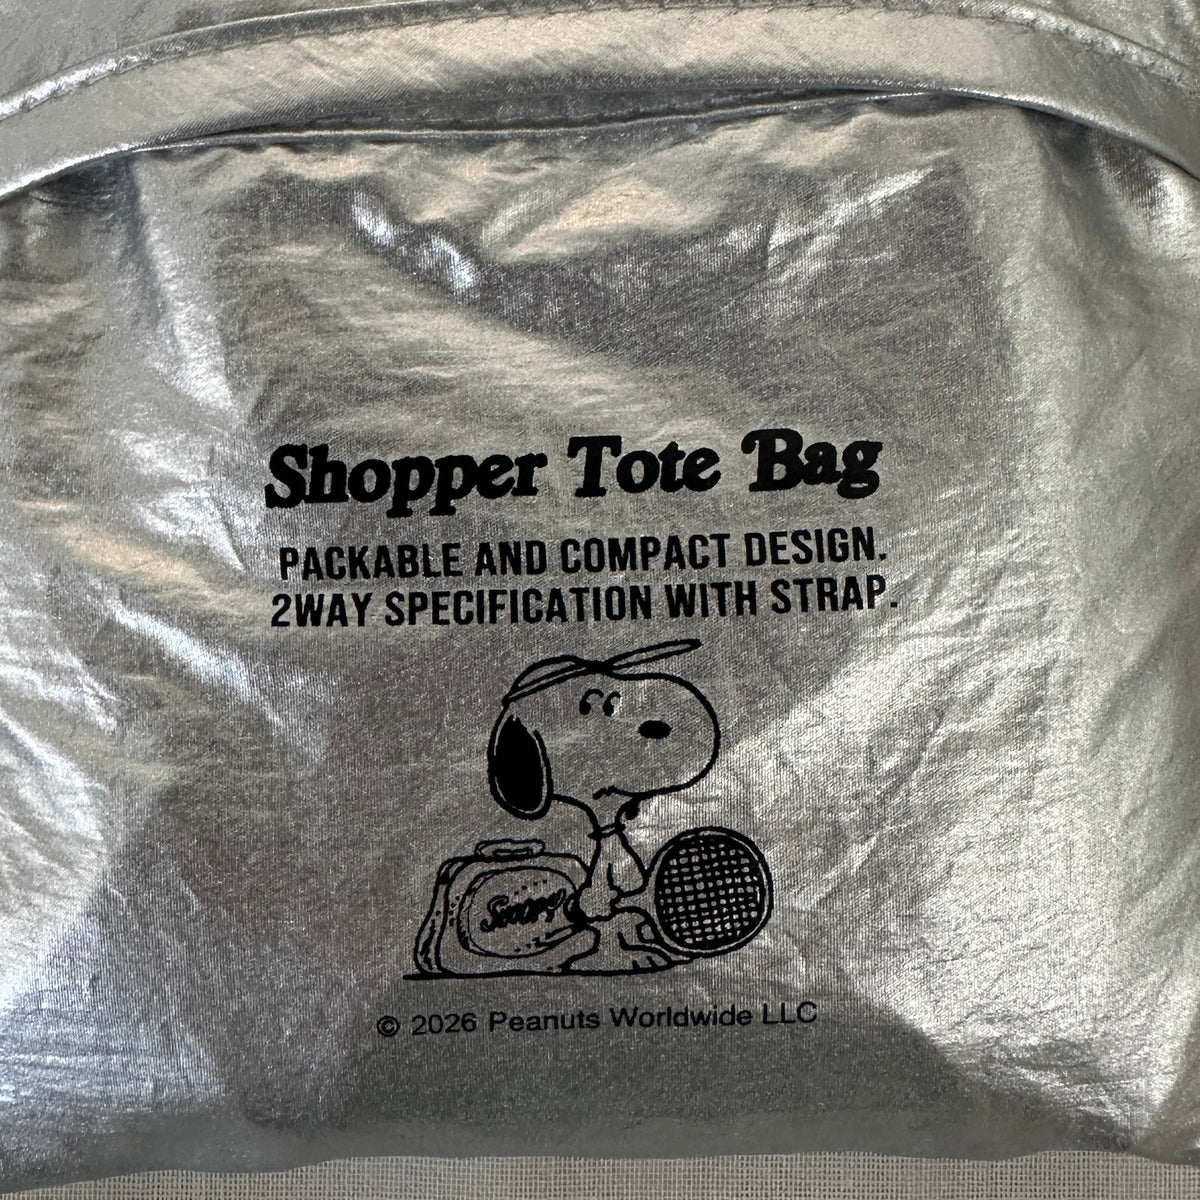 Shopper Tote Bag
PACKABLE AND COMPACT DESIGN.
2WAY SPECIFICATION WITH STRAP.
Snoopy
© 2026 Peanuts Worldwide LLC